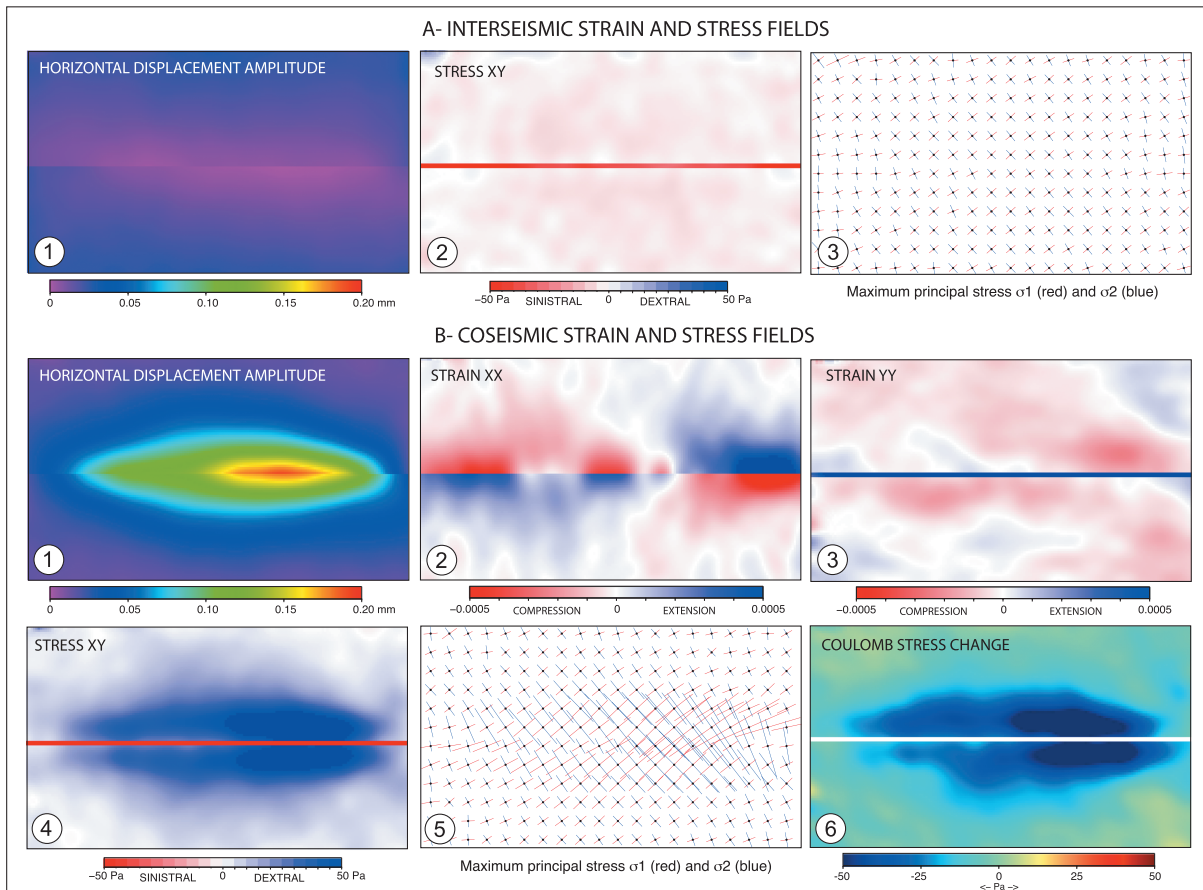 A- INTERSEISMIC STRAIN AND STRESS FIELDS
HORIZONTAL DISPLACEMENT AMPLITUDE
1
0 0.05 0.10 0.15 0.20 mm
STRESS XY
2
−50 Pa SINISTRAL 0 DEXTRAL 50 Pa
3
Maximum principal stress σ1 (red) and σ2 (blue)
B- COSEISMIC STRAIN AND STRESS FIELDS
HORIZONTAL DISPLACEMENT AMPLITUDE
1
0 0.05 0.10 0.15 0.20 mm
STRAIN XX
2
−0.0005 COMPRESSION 0 EXTENSION 0.0005
STRAIN YY
3
−0.0005 COMPRESSION 0 EXTENSION 0.0005
STRESS XY
4
−50 Pa SINISTRAL 0 DEXTRAL 50 Pa
5
Maximum principal stress σ1 (red) and σ2 (blue)
COULOMB STRESS CHANGE
6
-50 -25 0 25 50
<– Pa –>